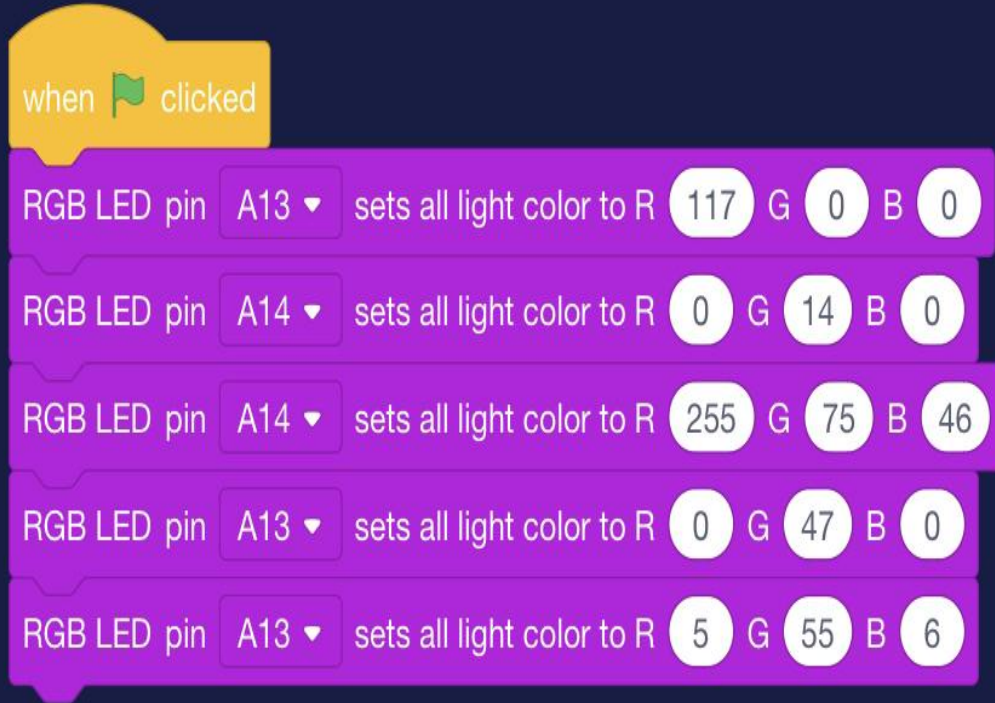 when clicked
RGB LED pin A13 sets all light color to R 117 G 0 B 0
RGB LED pin A14 sets all light color to R 0 G 14 B 0
RGB LED pin A14 sets all light color to R 255 G 75 B 46
RGB LED pin A13 sets all light color to R 0 G 47 B 0
RGB LED pin A13 sets all light color to R 5 G 55 B 6